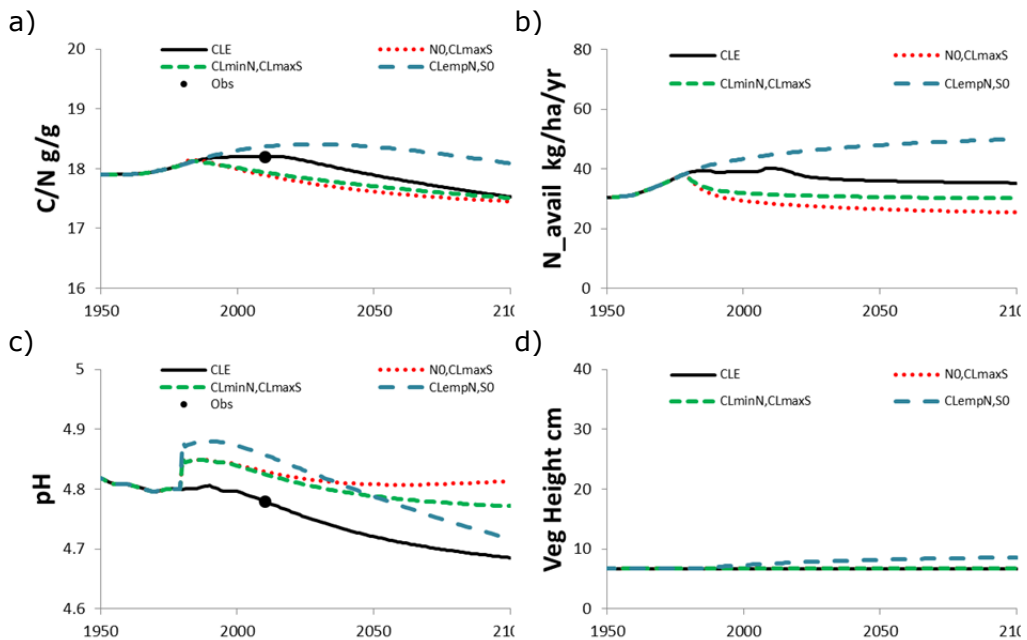 a)
C/N g/g
CLE
N0,CLmaxS
CLminN,CLmaxS
CLempN,S0
Obs
20
19
18
17
16
1950
2000
2050
210
b)
N_avail kg/ha/yr
CLE
N0,CLmaxS
CLminN,CLmaxS
CLempN,S0
80
60
40
20
0
1950
2000
2050
210
c)
pH
CLE
N0,CLmaxS
CLminN,CLmaxS
CLempN,S0
Obs
5
4.9
4.8
4.7
4.6
1950
2000
2050
210
d)
Veg Height cm
CLE
N0,CLmaxS
CLminN,CLmaxS
CLempN,S0
40
30
20
10
0
1950
2000
2050
210